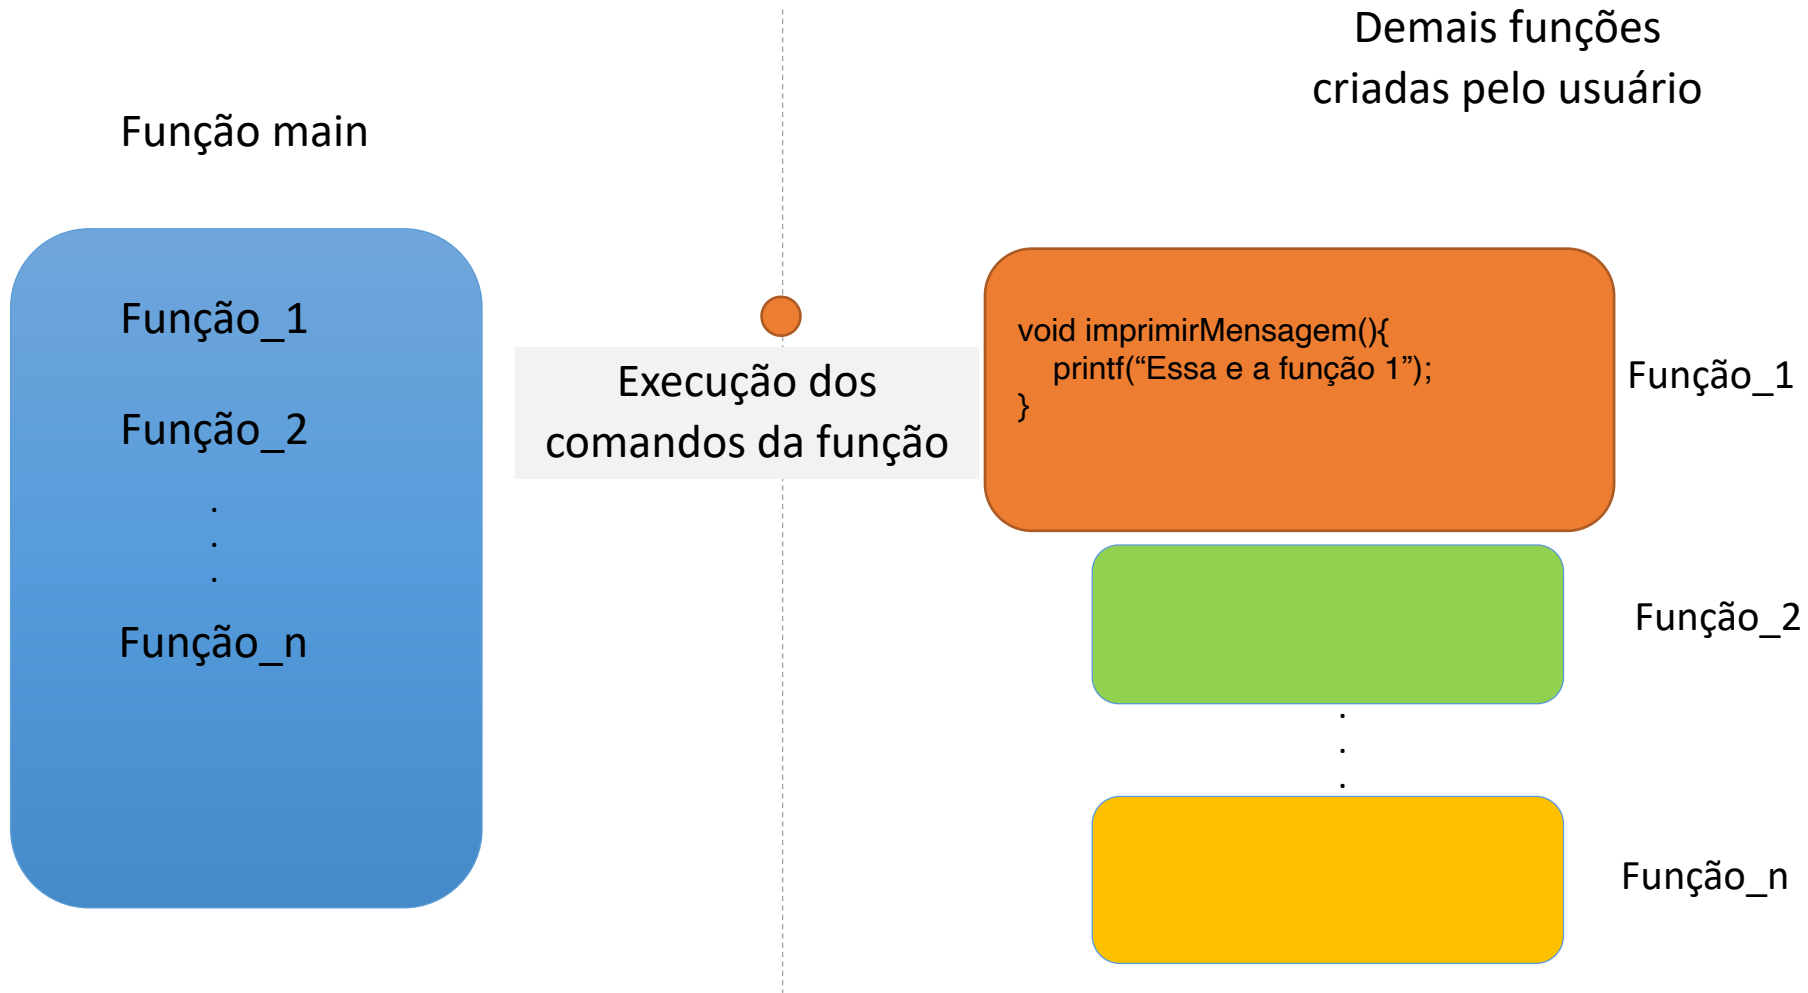 Função main
Função_1
Função_2
.
.
.
Função_n
Execução dos
comandos da função
Demais funções
criadas pelo usuário
void imprimirMensagem(){
printf(“Essa e a função 1”);
}
Função_1
Função_2
.
.
.
Função_n